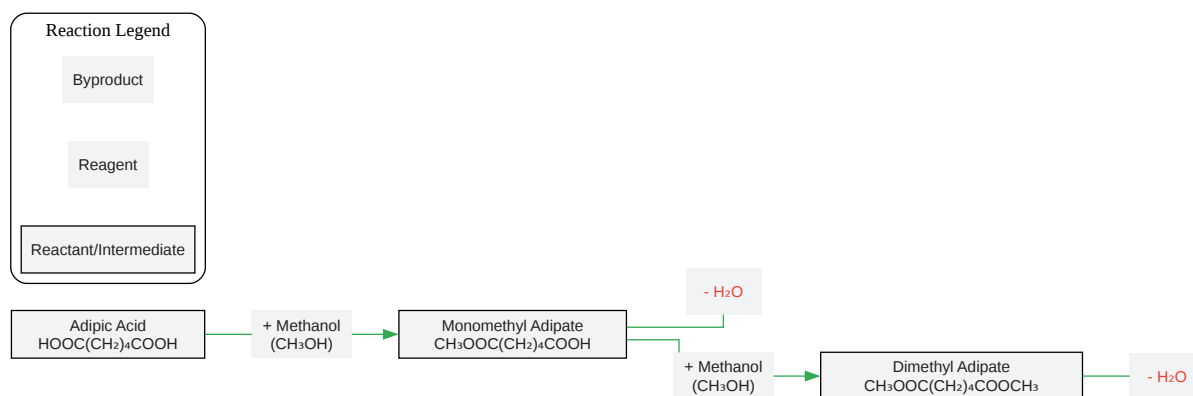 Reaction Legend
Byproduct
Reagent
Reactant/Intermediate
- H₂O
Adipic Acid
HOOC(CH₂)₄COOH
+ Methanol
(CH₃OH)
Monomethyl Adipate
CH₃OOC(CH₂)₄COOH
+ Methanol
(CH₃OH)
Dimethyl Adipate
CH₃OOC(CH₂)₄COOCH₃
- H₂O